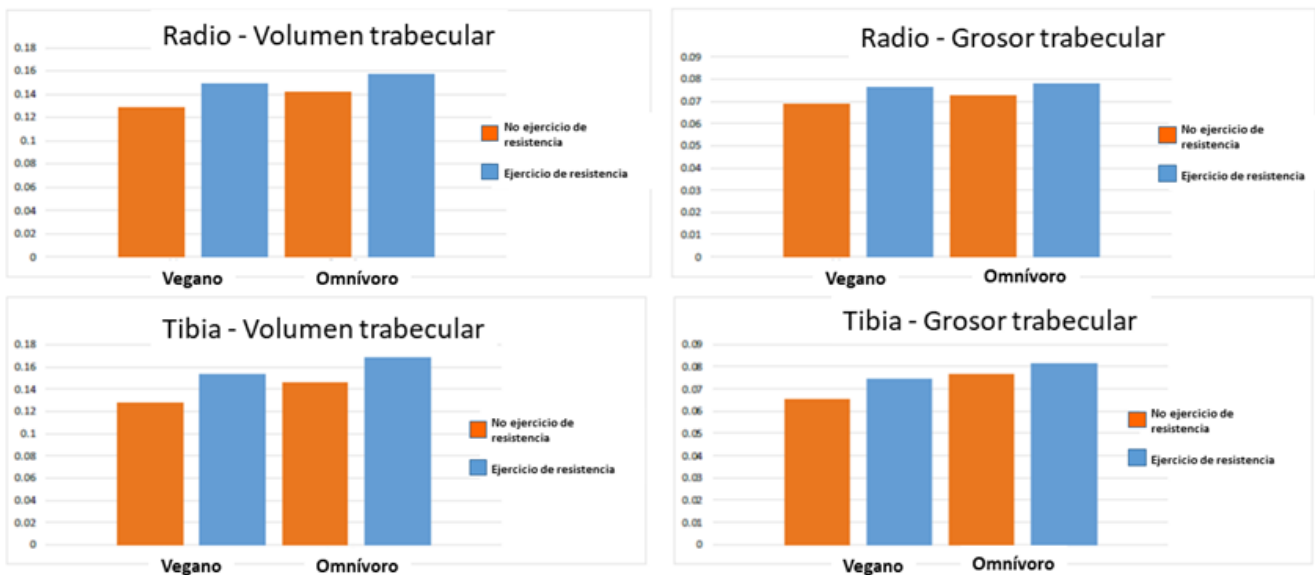 Radio - Volumen trabecular
0.18
0.16
0.14
0.12
0.1
0.08
0.06
0.04
0.02
0
Vegano
Omnívoro
No ejercicio de
resistencia
Ejercicio de resistencia
Radio - Grosor trabecular
0.09
0.08
0.07
0.06
0.05
0.04
0.03
0.02
0.01
0
Vegano
Omnívoro
No ejercicio de
resistencia
Ejercicio de resistencia
Tibia - Volumen trabecular
0.18
0.16
0.14
0.12
0.1
0.08
0.06
0.04
0.02
0
Vegano
Omnívoro
No ejercicio de
resistencia
Ejercicio de resistencia
Tibia - Grosor trabecular
0.09
0.08
0.07
0.06
0.05
0.04
0.03
0.02
0.01
0
Vegano
Omnívoro
No ejercicio de
resistencia
Ejercicio de resistencia